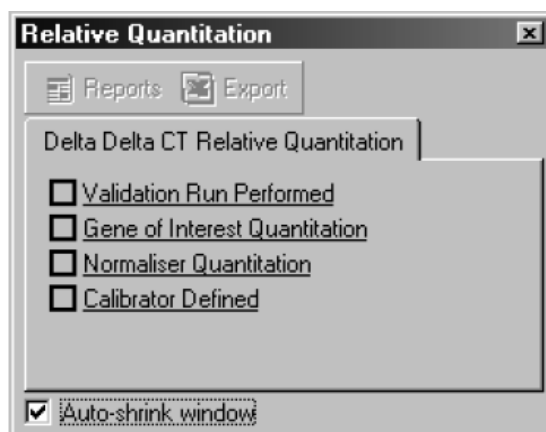 Relative Quantitation
Reports Export
Delta Delta CT Relative Quantitation
Validation Run Performed
Gene of Interest Quantitation
Normaliser Quantitation
Calibrator Defined
Auto-shrink window